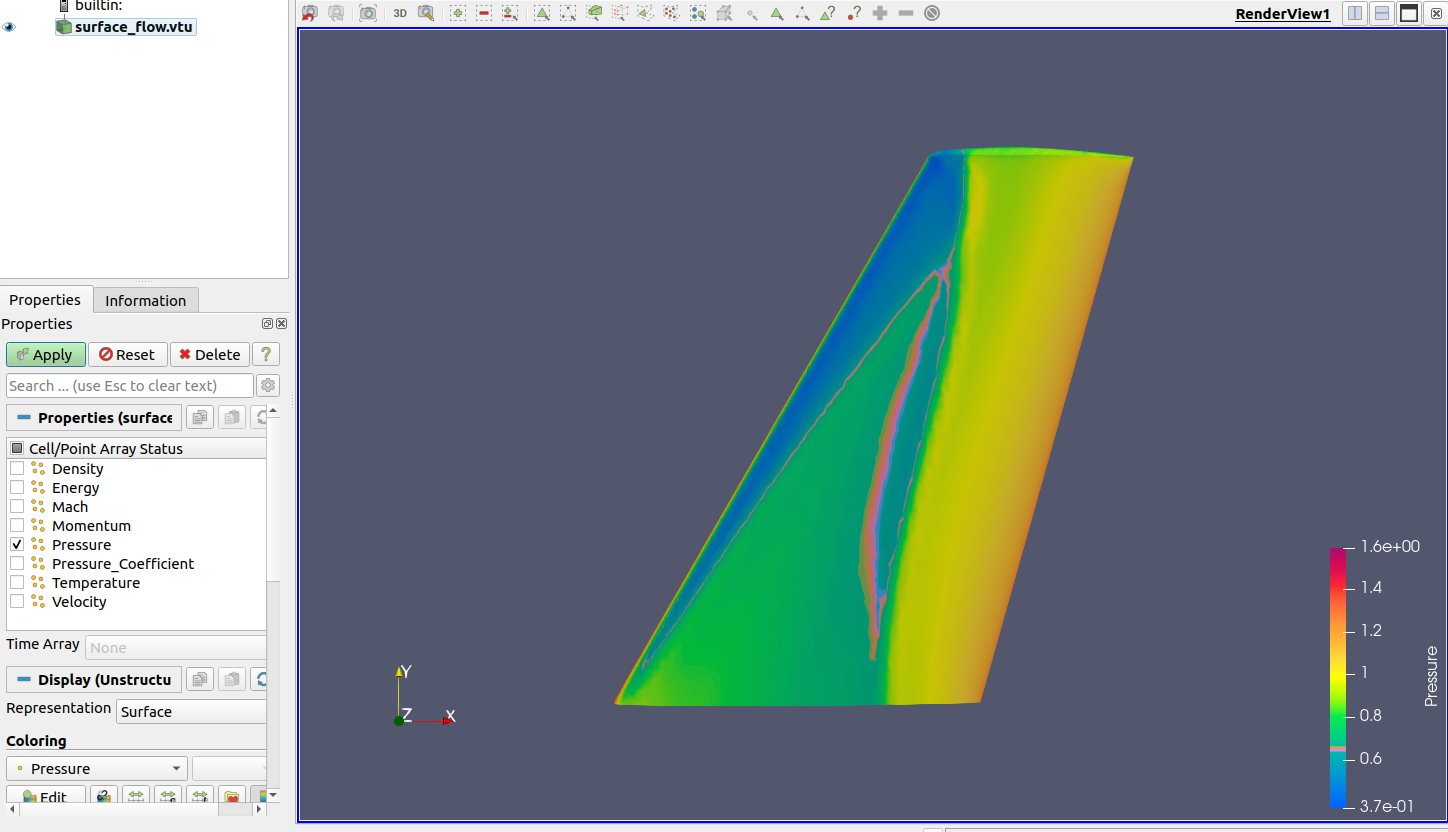 builtin:
surface_flow.vtu
3D
RenderView1
Properties
Information
Properties
Apply
Reset
Delete
?
Search ... (use Esc to clear text)
Properties (surface
Cell/Point Array Status
Density
Energy
Mach
Momentum
Pressure
Pressure_Coefficient
Temperature
Velocity
Time Array
None
Display (Unstructu
Representation
Surface
Coloring
Pressure
Edit
Y
Z
X
1.6e+00
1.4
1.2
1
0.8
0.6
3.7e-01
Pressure